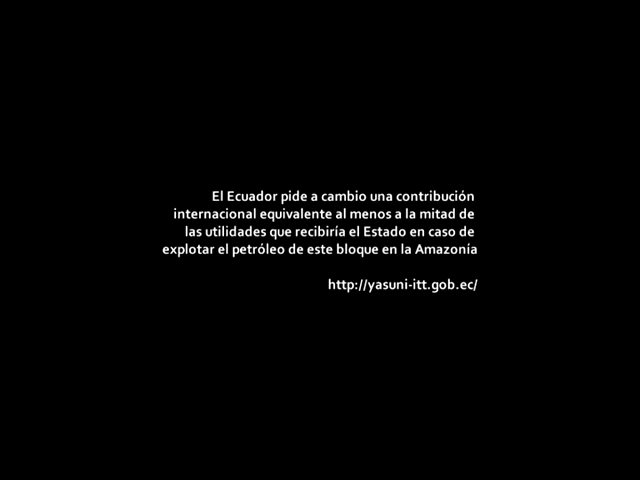 El Ecuador pide a cambio una contribución
internacional equivalente al menos a la mitad de
las utilidades que recibiría el Estado en caso de
explotar el petróleo de este bloque en la Amazonía
http://yasuni-itt.gob.ec/